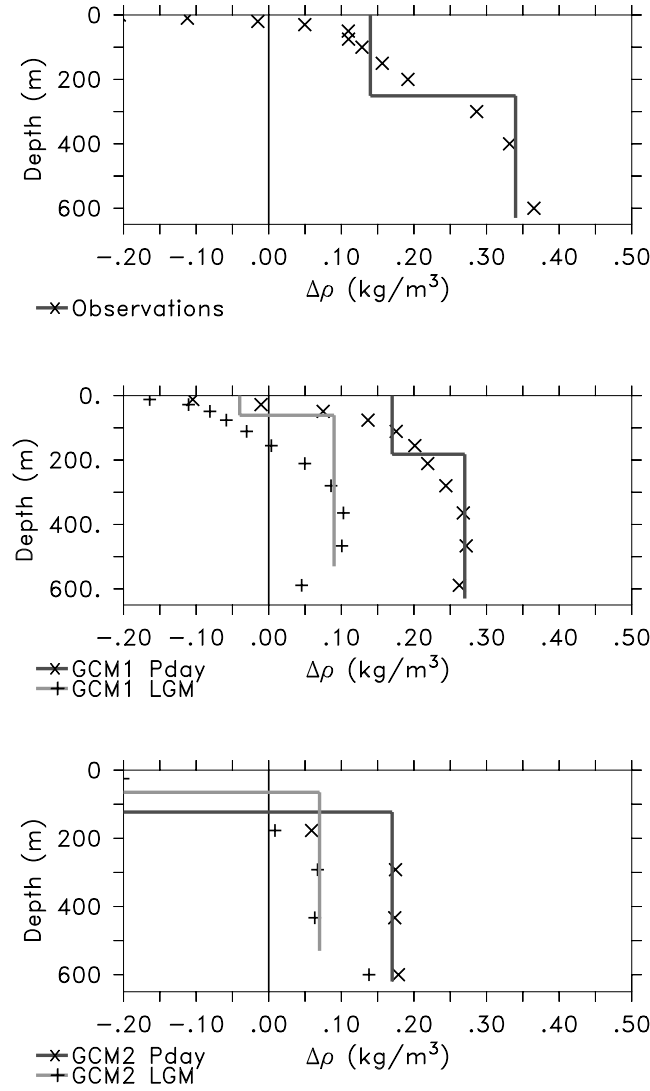 0
200
400
600
Depth (m)
-.20 -.10 .00 .10 .20 .30 .40 .50
Δρ (kg/m³)
Observations
0.
200.
400.
600.
Depth (m)
-.20 -.10 .00 .10 .20 .30 .40 .50
Δρ (kg/m³)
GCM1 Pday
GCM1 LGM
0
200
400
600
Depth (m)
-.20 -.10 .00 .10 .20 .30 .40 .50
Δρ (kg/m³)
GCM2 Pday
GCM2 LGM